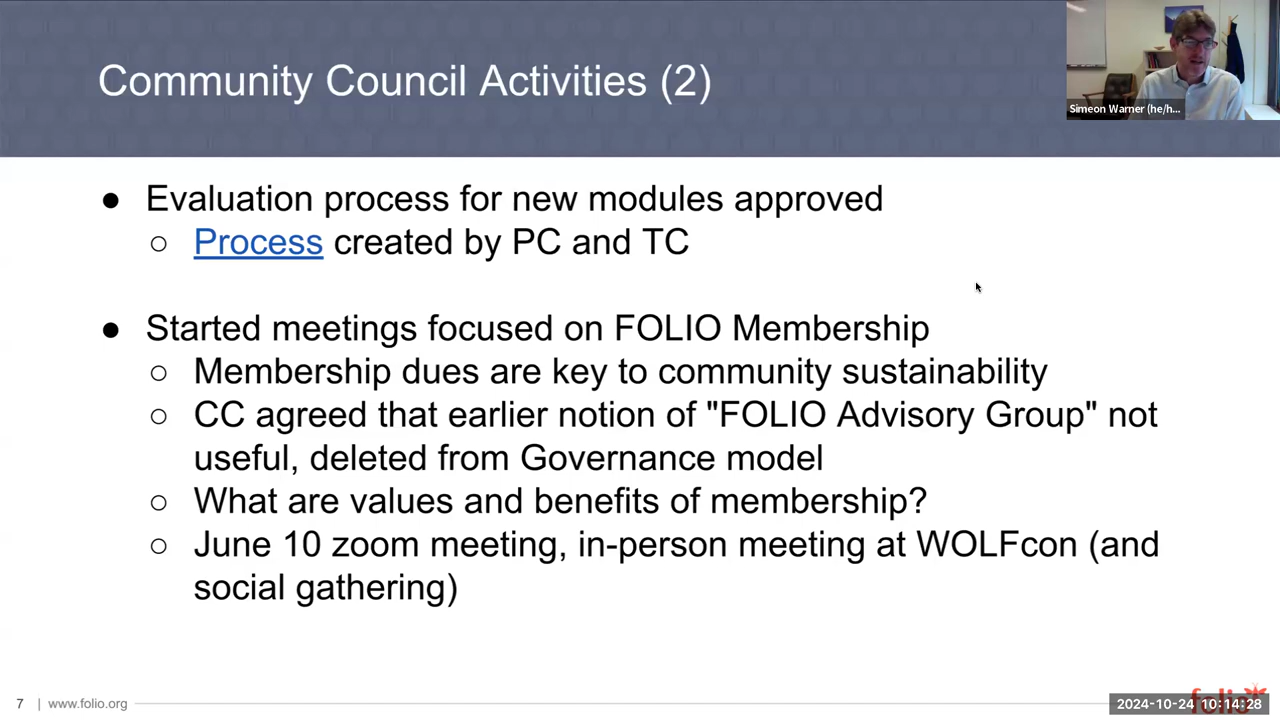 Community Council Activities (2)
Simeon Warner (he/h...
● Evaluation process for new modules approved
○ Process created by PC and TC
● Started meetings focused on FOLIO Membership
○ Membership dues are key to community sustainability
○ CC agreed that earlier notion of "FOLIO Advisory Group" not
useful, deleted from Governance model
○ What are values and benefits of membership?
○ June 10 zoom meeting, in-person meeting at WOLFcon (and
social gathering)
7 | www.folio.org
folio
2024-10-24 10:14:28